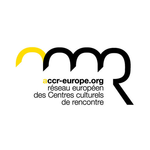 accr-europe.org
réseau européen
des Centres culturels
de rencontre